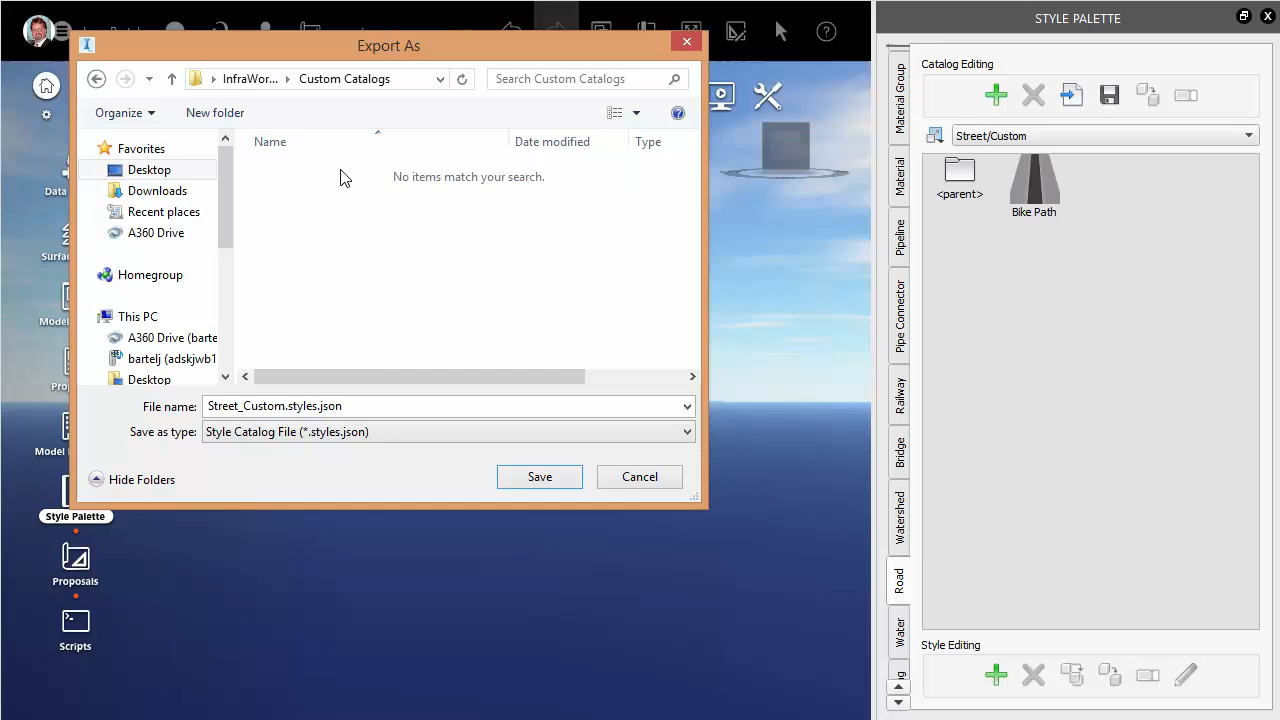 Export As
InfraWor...
Custom Catalogs
Search Custom Catalogs
Organize
New folder
Name
Date modified
Type
No items match your search.
Favorites
Desktop
Downloads
Recent places
A360 Drive
Homegroup
This PC
A360 Drive (barte
bartelj (adskjwb1
Desktop
File name:
Street_Custom.styles.json
Save as type:
Style Catalog File (*.styles.json)
Hide Folders
Save
Cancel
Data
Surfac
Model
Pro
Model
Style Palette
Proposals
Scripts
STYLE PALETTE
Catalog Editing
Street/Custom
<parent>
Bike Path
Material Group
Material
Pipeline
Pipe Connector
Railway
Bridge
Watershed
Road
Water
Style Editing